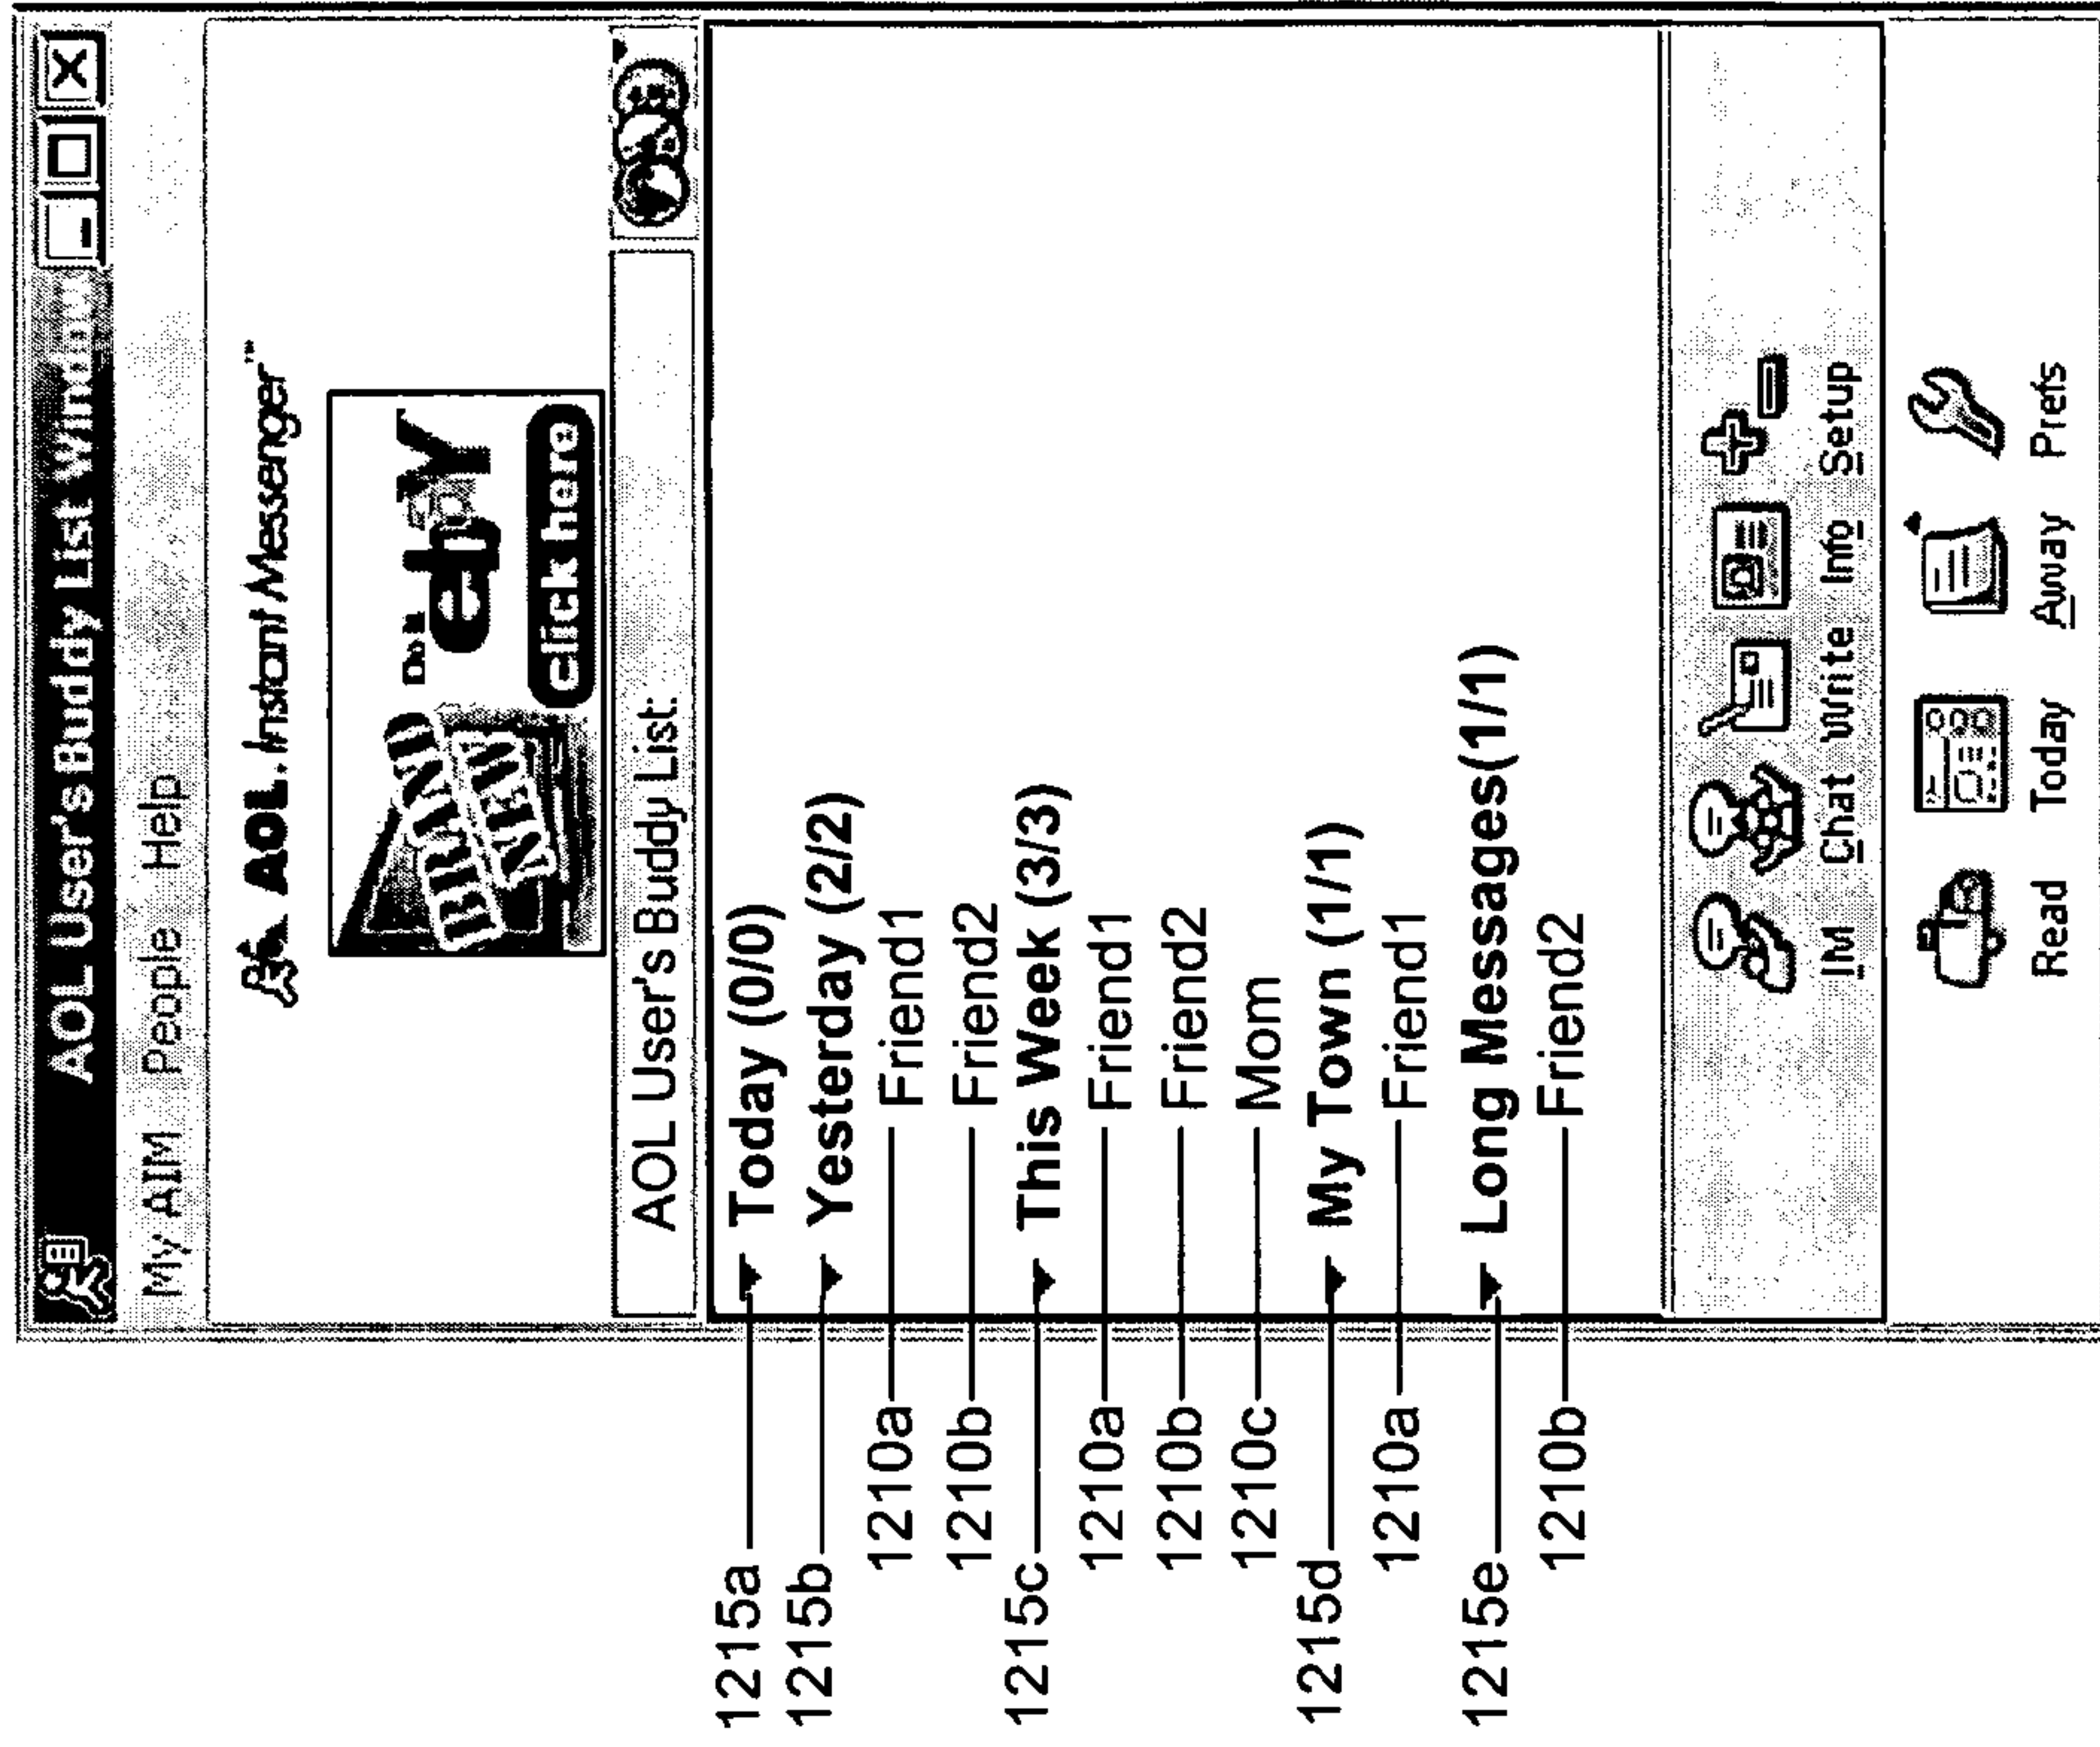 AOL User's Buddy List Window
My AIM People Help
AOL Instant Messenger™
BRAND NEW
Do it
ebY
click here
AOL User's Buddy List:
1215a Today (0/0)
1215b Yesterday (2/2)
1210a Friend1
1210b Friend2
1215c This Week (3/3)
1210a Friend1
1210b Friend2
1210c Mom
1215d My Town (1/1)
1210a Friend1
1215e Long Messages(1/1)
1210b Friend2
IM Chat Write Info Setup
Read Today Away Prefs